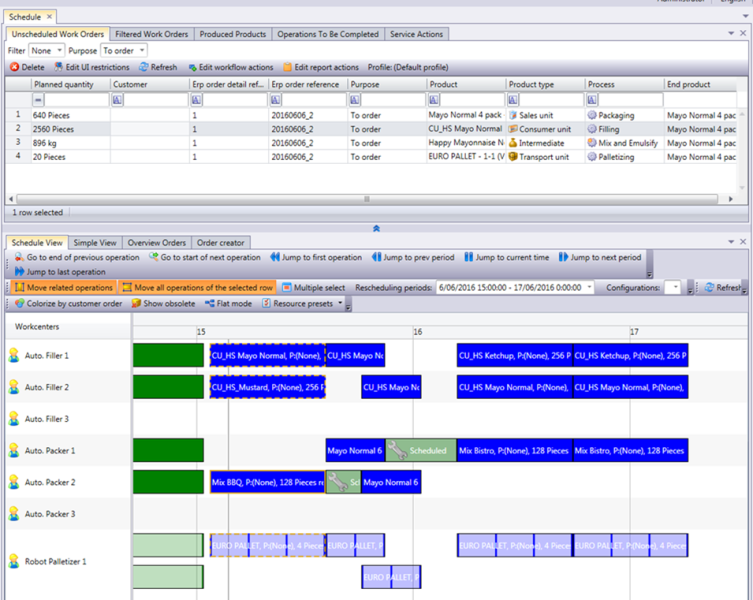 Schedule
Unscheduled Work Orders Filtered Work Orders Produced Products Operations To Be Completed Service Actions
Filter None Purpose To order
Delete Edit UI restrictions Refresh Edit workflow actions Edit report actions Profile: (Default profile)
Planned quantity Customer Erp order detail ref... Erp order reference Purpose Product Product type Process End product
1 640 Pieces 1 20160606_2 To order Mayo Normal 4 pack Sales unit Packaging Mayo Normal 4 pac
2 2560 Pieces 1 20160606_2 To order CU_HS Mayo Normal Consumer unit Filling Mayo Normal 4 pac
3 896 kg 1 20160606_2 To order Happy Mayonnaise N Intermediate Mix and Emulsify Mayo Normal 4 pac
4 20 Pieces 1 20160606_2 To order EURO PALLET - 1-1 (V Transport unit Palletizing Mayo Normal 4 pac
1 row selected
Schedule View Simple View Overview Orders Order creator
Go to end of previous operation Go to start of next operation Jump to first operation Jump to prev period Jump to current time Jump to next period
Jump to last operation
Move related operations Move all operations of the selected row Multiple select Rescheduling periods: 6/06/2016 15:00:00 - 17/06/2016 0:00:00 Configurations: Refresh
Colorize by customer order Show obsolete Flat mode Resource presets
Workcenters 15 16 17
Auto. Filler 1 CU_HS Mayo Normal, P:(None), CU_HS Mayo Nc CU_HS Ketchup, P:(None), 256 P CU_HS Ketchup, P:(None), 256 P
Auto. Filler 2 CU_HS_Mustard, P:(None), 256 P CU_HS Mayo Nc CU_HS Mayo Normal, P:(None), CU_HS Mayo Normal, P:(None),
Auto. Filler 3
Auto. Packer 1 Mayo Normal 6 Scheduled Mix Bistro, P:(None), 128 Pieces Mix Bistro, P:(None), 128 Pieces
Auto. Packer 2 Mix BBQ, P:(None), 128 Pieces re Sc Mayo Normal 6
Auto. Packer 3
Robot Palletizer 1 EURO PALLET, P:(None), 4 Piece EURO PALLET, P EURO PALLET, P:(None), 4 Piece EURO PALLET, P:(None), 4 Piece
EURO PALLET, P